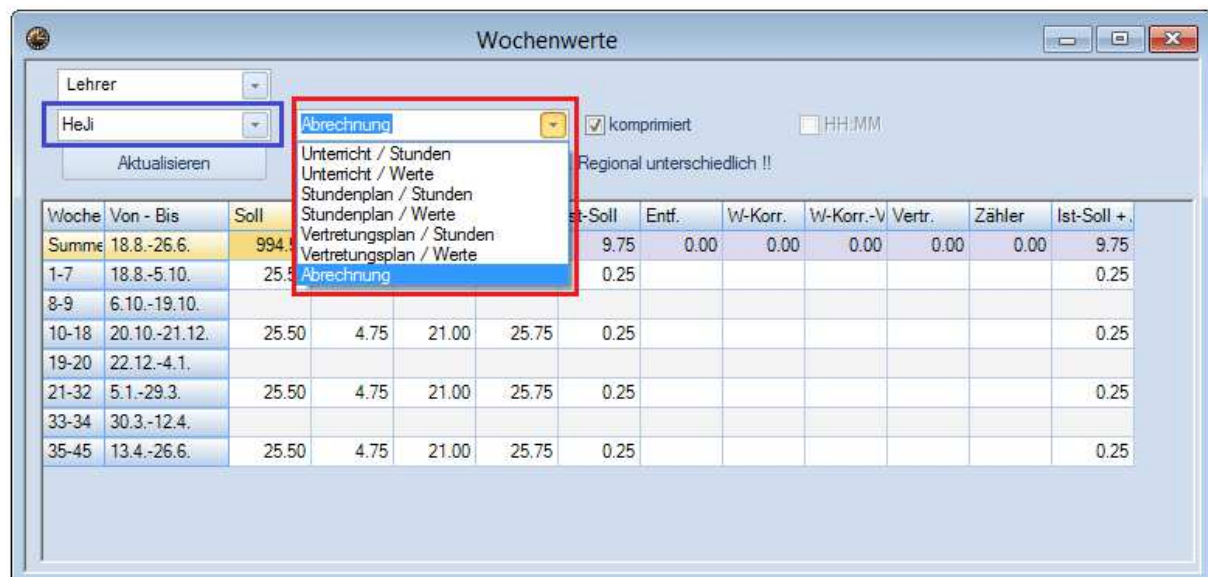 Wochenwerte
Lehrer
HeJi Abrechnung komprimiert HH:MM
Aktualisieren Regional unterschiedlich !!
Unterricht / Stunden
Unterricht / Werte
Stundenplan / Stunden
Stundenplan / Werte
Vertretungsplan / Stunden
Vertretungsplan / Werte
Abrechnung
Woche Von - Bis Soll st-Soll Entf. W-Korr. W-Korr.-V Vertr. Zähler Ist-Soll + .
Summe 18.8.-26.6. 994. 9.75 0.00 0.00 0.00 0.00 0.00 9.75
1-7 18.8.-5.10. 25.5 0.25 0.25
8-9 6.10.-19.10.
10-18 20.10.-21.12. 25.50 4.75 21.00 25.75 0.25 0.25
19-20 22.12.-4.1.
21-32 5.1.-29.3. 25.50 4.75 21.00 25.75 0.25 0.25
33-34 30.3.-12.4.
35-45 13.4.-26.6. 25.50 4.75 21.00 25.75 0.25 0.25